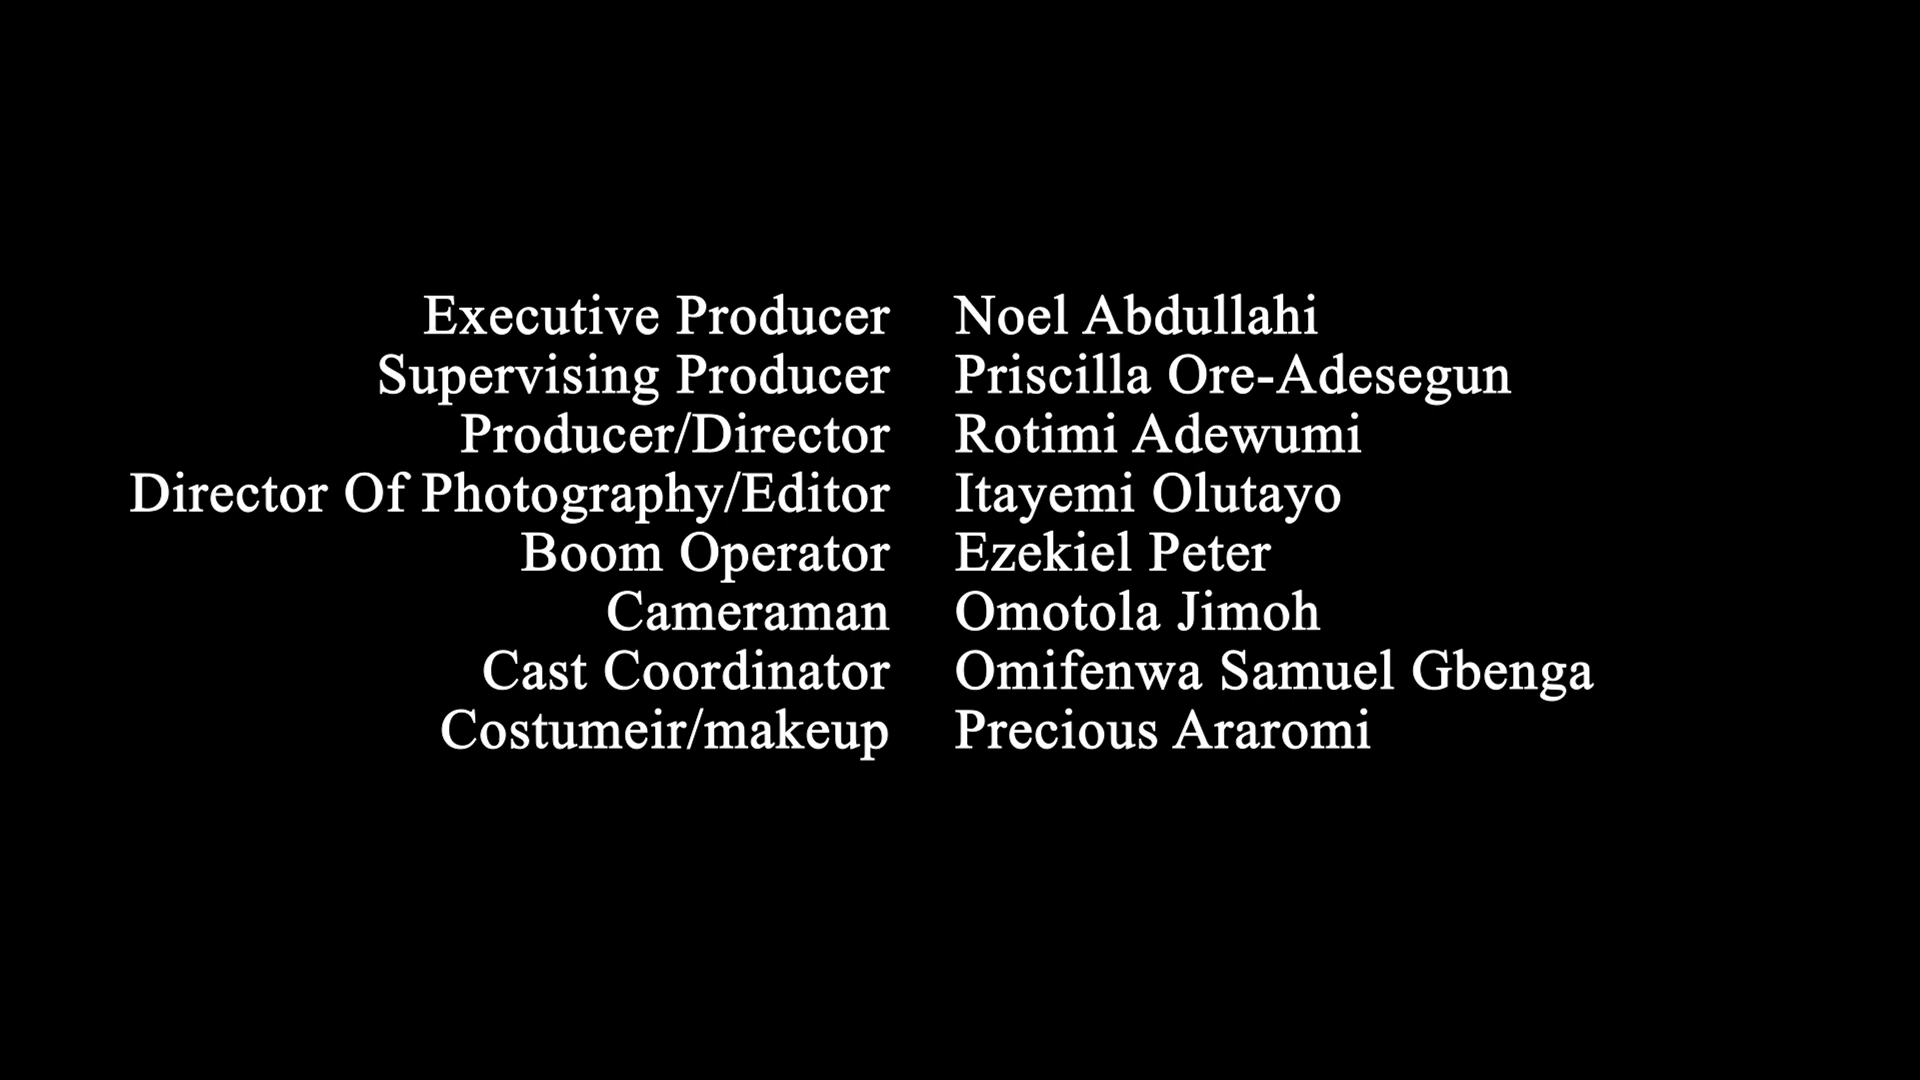 Executive Producer Noel Abdullahi
Supervising Producer Priscilla Ore-Adesegun
Producer/Director Rotimi Adewumi
Director Of Photography/Editor Itayemi Olutayo
Boom Operator Ezekiel Peter
Cameraman Omotola Jimoh
Cast Coordinator Omifenwa Samuel Gbenga
Costumeir/makeup Precious Araromi